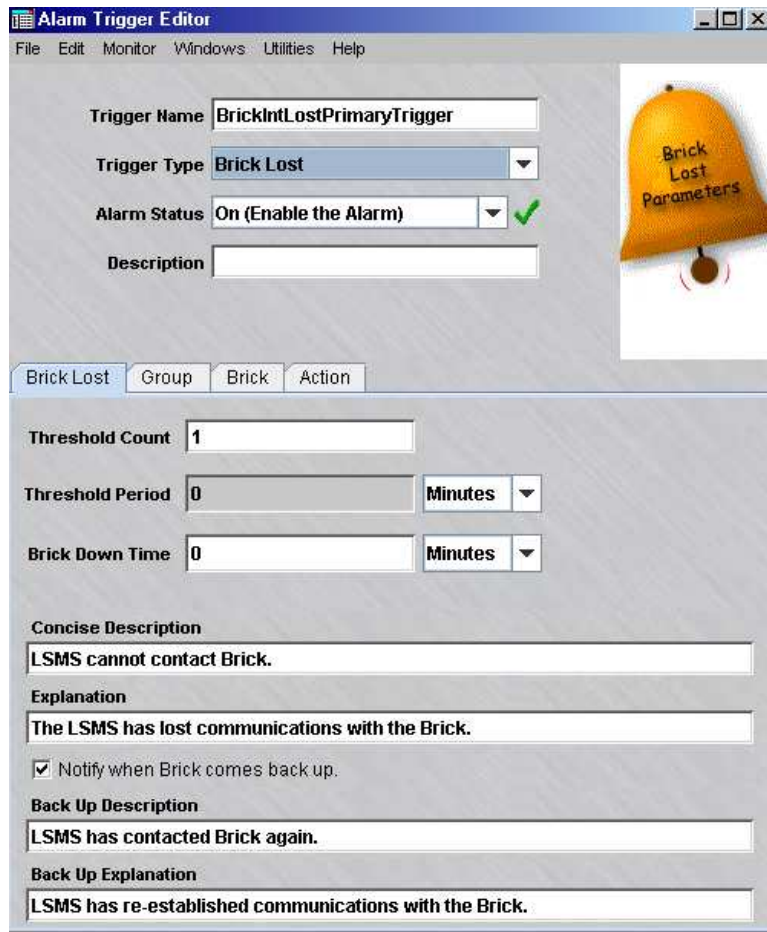 Alarm Trigger Editor
File Edit Monitor Windows Utilities Help
Trigger Name BrickIntLostPrimaryTrigger
Trigger Type Brick Lost
Alarm Status On (Enable the Alarm)
Description
Brick
Lost
Parameters
Brick Lost Group Brick Action
Threshold Count 1
Threshold Period 0 Minutes
Brick Down Time 0 Minutes
Concise Description
LSMS cannot contact Brick.
Explanation
The LSMS has lost communications with the Brick.
Notify when Brick comes back up.
Back Up Description
LSMS has contacted Brick again.
Back Up Explanation
LSMS has re-established communications with the Brick.